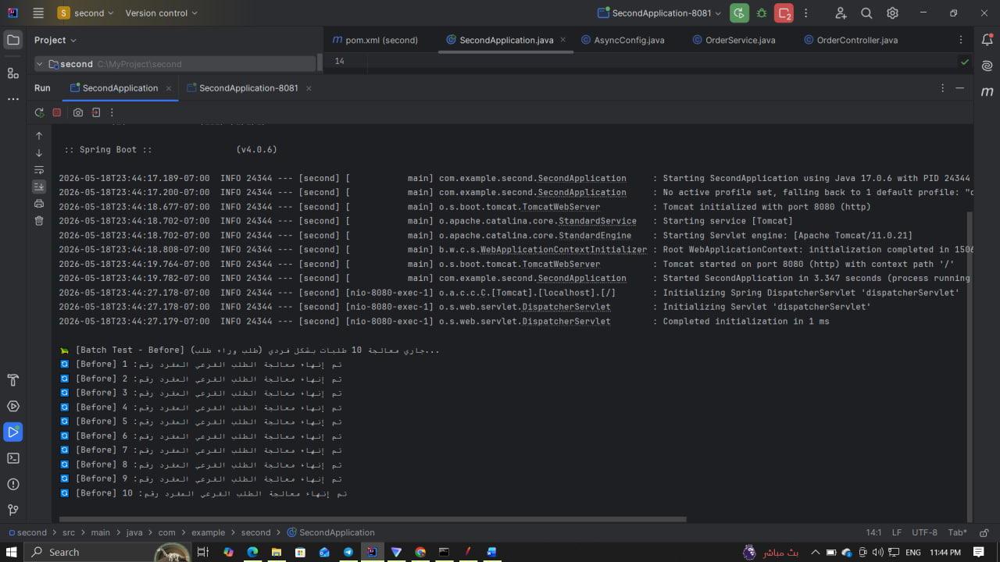 second
Version control
SecondApplication-8081
2
Project
pom.xml (second)
SecondApplication.java
AsyncConfig.java
OrderService.java
OrderController.java
second C:\MyProject\second
14
Run
SecondApplication
SecondApplication-8081
:: Spring Boot :: (v4.0.6)
2026-05-18T23:44:17.189-07:00 INFO 24344 --- [second] [ main] com.example.second.SecondApplication : Starting SecondApplication using Java 17.0.6 with PID 24344
2026-05-18T23:44:17.200-07:00 INFO 24344 --- [second] [ main] com.example.second.SecondApplication : No active profile set, falling back to 1 default profile: "d
2026-05-18T23:44:18.677-07:00 INFO 24344 --- [second] [ main] o.s.boot.tomcat.TomcatWebServer : Tomcat initialized with port 8080 (http)
2026-05-18T23:44:18.702-07:00 INFO 24344 --- [second] [ main] o.apache.catalina.core.StandardService : Starting service [Tomcat]
2026-05-18T23:44:18.702-07:00 INFO 24344 --- [second] [ main] o.apache.catalina.core.StandardEngine : Starting Servlet engine: [Apache Tomcat/11.0.21]
2026-05-18T23:44:18.808-07:00 INFO 24344 --- [second] [ main] b.w.c.s.WebApplicationContextInitializer : Root WebApplicationContext: initialization completed in 1506
2026-05-18T23:44:19.764-07:00 INFO 24344 --- [second] [ main] o.s.boot.tomcat.TomcatWebServer : Tomcat started on port 8080 (http) with context path '/'
2026-05-18T23:44:19.782-07:00 INFO 24344 --- [second] [ main] com.example.second.SecondApplication : Started SecondApplication in 3.347 seconds (process running
2026-05-18T23:44:27.178-07:00 INFO 24344 --- [second] [nio-8080-exec-1] o.a.c.c.C.[Tomcat].[localhost].[/] : Initializing Spring DispatcherServlet 'dispatcherServlet'
2026-05-18T23:44:27.178-07:00 INFO 24344 --- [second] [nio-8080-exec-1] o.s.web.servlet.DispatcherServlet : Initializing Servlet 'dispatcherServlet'
2026-05-18T23:44:27.179-07:00 INFO 24344 --- [second] [nio-8080-exec-1] o.s.web.servlet.DispatcherServlet : Completed initialization in 1 ms
🐢 [Batch Test - Before] جاري معالجة 10 طلبات بشكل فردي (طلب وراء طلب)...
🔄 [Before] تم إنهاء معالجة الطلب الفرعي المفرد رقم: 1
🔄 [Before] تم إنهاء معالجة الطلب الفرعي المفرد رقم: 2
🔄 [Before] تم إنهاء معالجة الطلب الفرعي المفرد رقم: 3
🔄 [Before] تم إنهاء معالجة الطلب الفرعي المفرد رقم: 4
🔄 [Before] تم إنهاء معالجة الطلب الفرعي المفرد رقم: 5
🔄 [Before] تم إنهاء معالجة الطلب الفرعي المفرد رقم: 6
🔄 [Before] تم إنهاء معالجة الطلب الفرعي المفرد رقم: 7
🔄 [Before] تم إنهاء معالجة الطلب الفرعي المفرد رقم: 8
🔄 [Before] تم إنهاء معالجة الطلب الفرعي المفرد رقم: 9
🔄 [Before] تم إنهاء معالجة الطلب الفرعي المفرد رقم: 10
second > src > main > java > com > example > second > SecondApplication
14:1 LF UTF-8 Tab*
Search
بث مباشر
ENG
11:44 PM